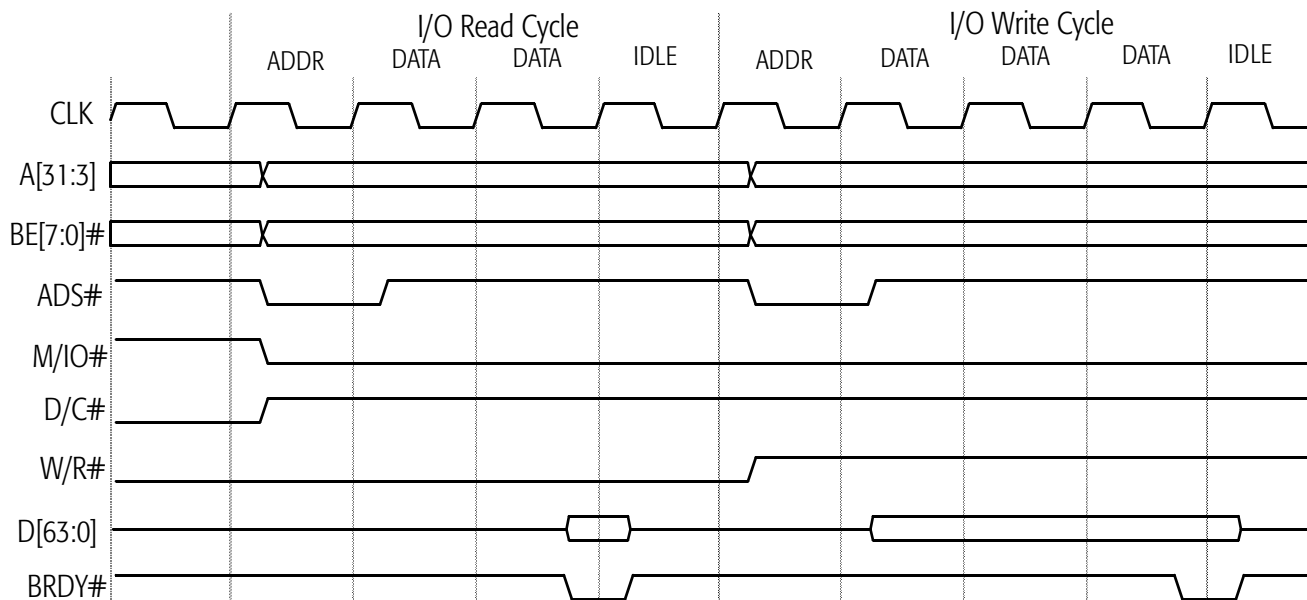 I/O Read Cycle I/O Write Cycle
ADDR DATA DATA IDLE ADDR DATA DATA DATA IDLE
CLK
A[31:3]
BE[7:0]#
ADS#
M/IO#
D/C#
W/R#
D[63:0]
BRDY#